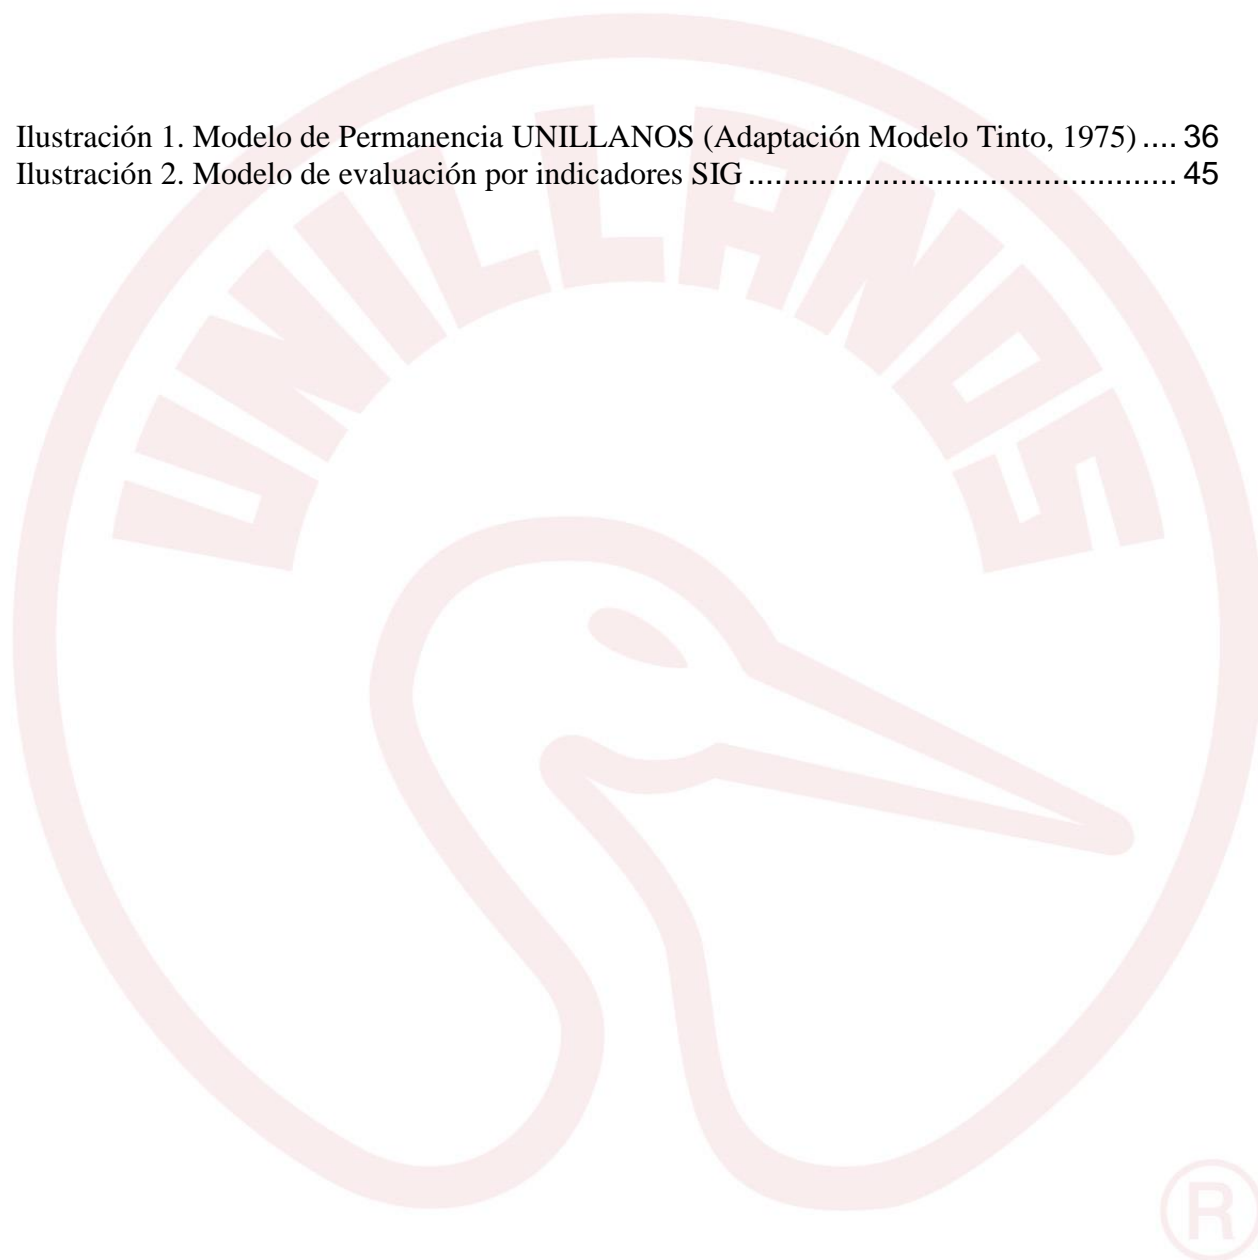 Ilustración 1. Modelo de Permanencia UNILLANOS (Adaptación Modelo Tinto, 1975) .... 36
Ilustración 2. Modelo de evaluación por indicadores SIG ............................................... 45
UNILLANOS
®